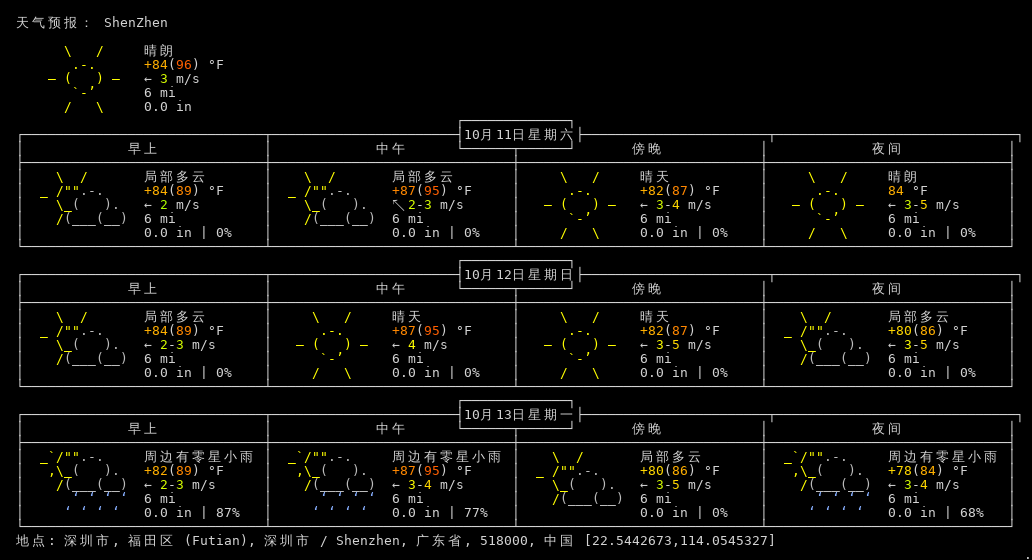 天气预报： ShenZhen
晴朗
+84(96) °F
← 3 m/s
6 mi
0.0 in
10月11日星期六
早上 中午 傍晚 夜间
局部多云 局部多云 晴天 晴朗
+84(89) °F +87(95) °F +82(87) °F 84 °F
← 2 m/s ↖ 2-3 m/s ← 3-4 m/s ← 3-5 m/s
6 mi 6 mi 6 mi 6 mi
0.0 in | 0% 0.0 in | 0% 0.0 in | 0% 0.0 in | 0%
10月12日星期日
早上 中午 傍晚 夜间
局部多云 晴天 晴天 局部多云
+84(89) °F +87(95) °F +82(87) °F +80(86) °F
← 2-3 m/s ← 4 m/s ← 3-5 m/s ← 3-5 m/s
6 mi 6 mi 6 mi 6 mi
0.0 in | 0% 0.0 in | 0% 0.0 in | 0% 0.0 in | 0%
10月13日星期一
早上 中午 傍晚 夜间
周边有零星小雨 周边有零星小雨 局部多云 周边有零星小雨
+82(89) °F +87(95) °F +80(86) °F +78(84) °F
← 2-3 m/s ← 3-4 m/s ← 3-5 m/s ← 3-4 m/s
6 mi 6 mi 6 mi 6 mi
0.0 in | 87% 0.0 in | 77% 0.0 in | 0% 0.0 in | 68%
地点: 深圳市, 福田区 (Futian), 深圳市 / Shenzhen, 广东省, 518000, 中国 [22.5442673,114.0545327]